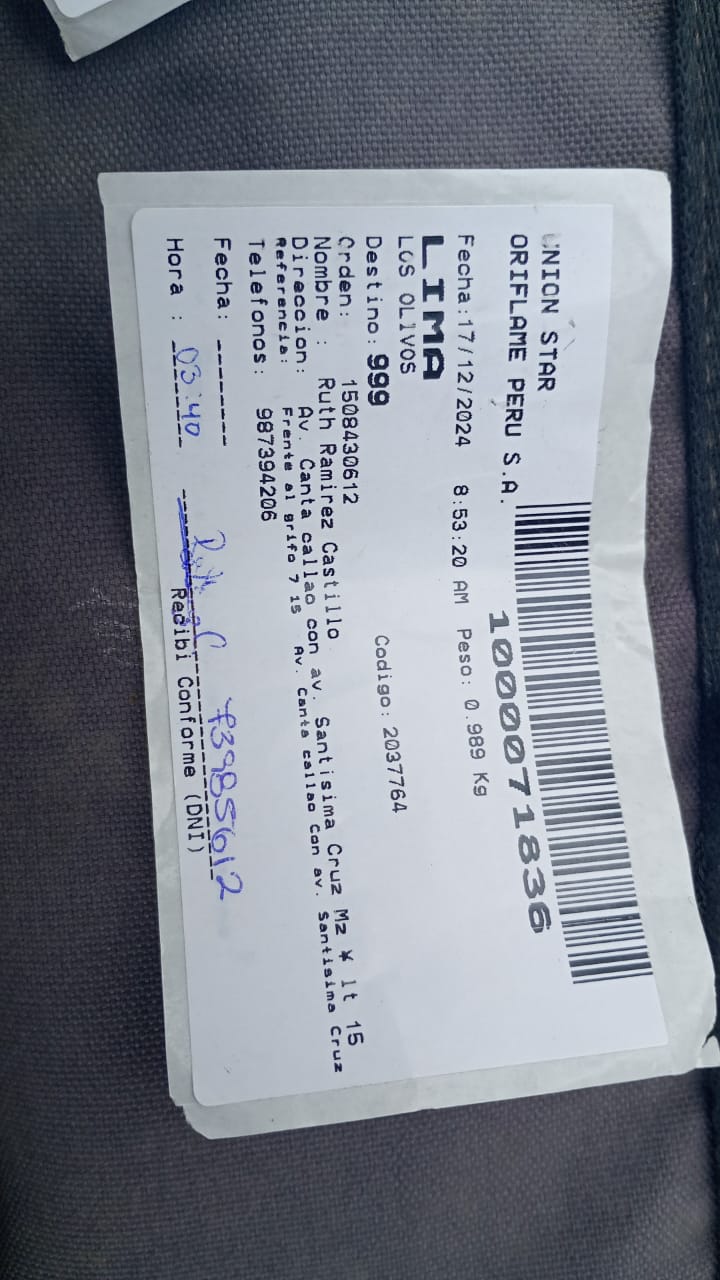 UNION STAR
ORIFLAME PERU S.A.
1000071836
Fecha:17/12/2024 8:53:20 AM Peso: 0.989 Kg
LIMA
LOS OLIVOS
Destino: 999 Codigo: 2037764
Orden: 1508430612
Nombre : Ruth Ramirez Castillo
Direccion: Av. Canta callao con av. Santisima Cruz Mz ¥ lt 15
Referencia: Frente al grifo 7 15 Av. Canta callao Con av. Santisima Cruz
Telefonos: 987394206
Fecha: -------- 
Hora : 03:40
Recibi Conforme (DNI)